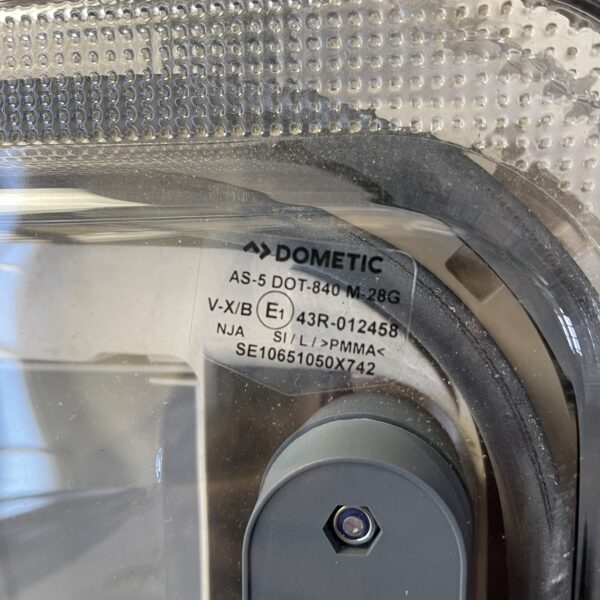 DOMETIC
AS-5 DOT-840 M-28G
V-X/B E1 43R-012458
NJA SI / L / >PMMA<
SE10651050X742